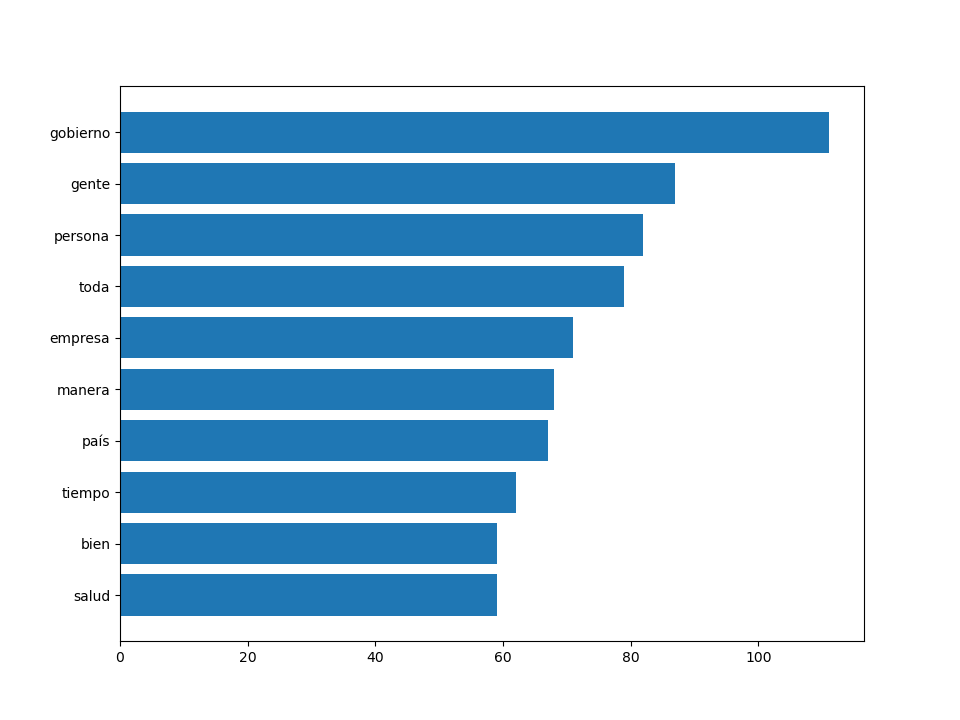 gobierno
gente
persona
toda
empresa
manera
país
tiempo
bien
salud
0 20 40 60 80 100